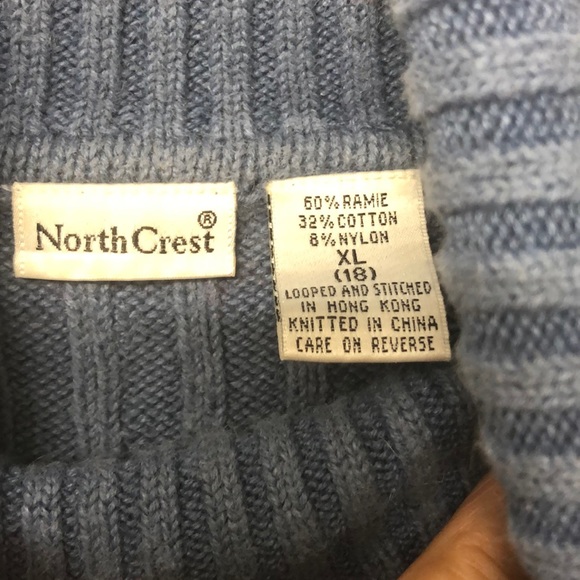 NorthCrest®
60% RAMIE
32% COTTON
8% NYLON
XL
(18)
LOOPED AND STITCHED
IN HONG KONG
KNITTED IN CHINA
CARE ON REVERSE